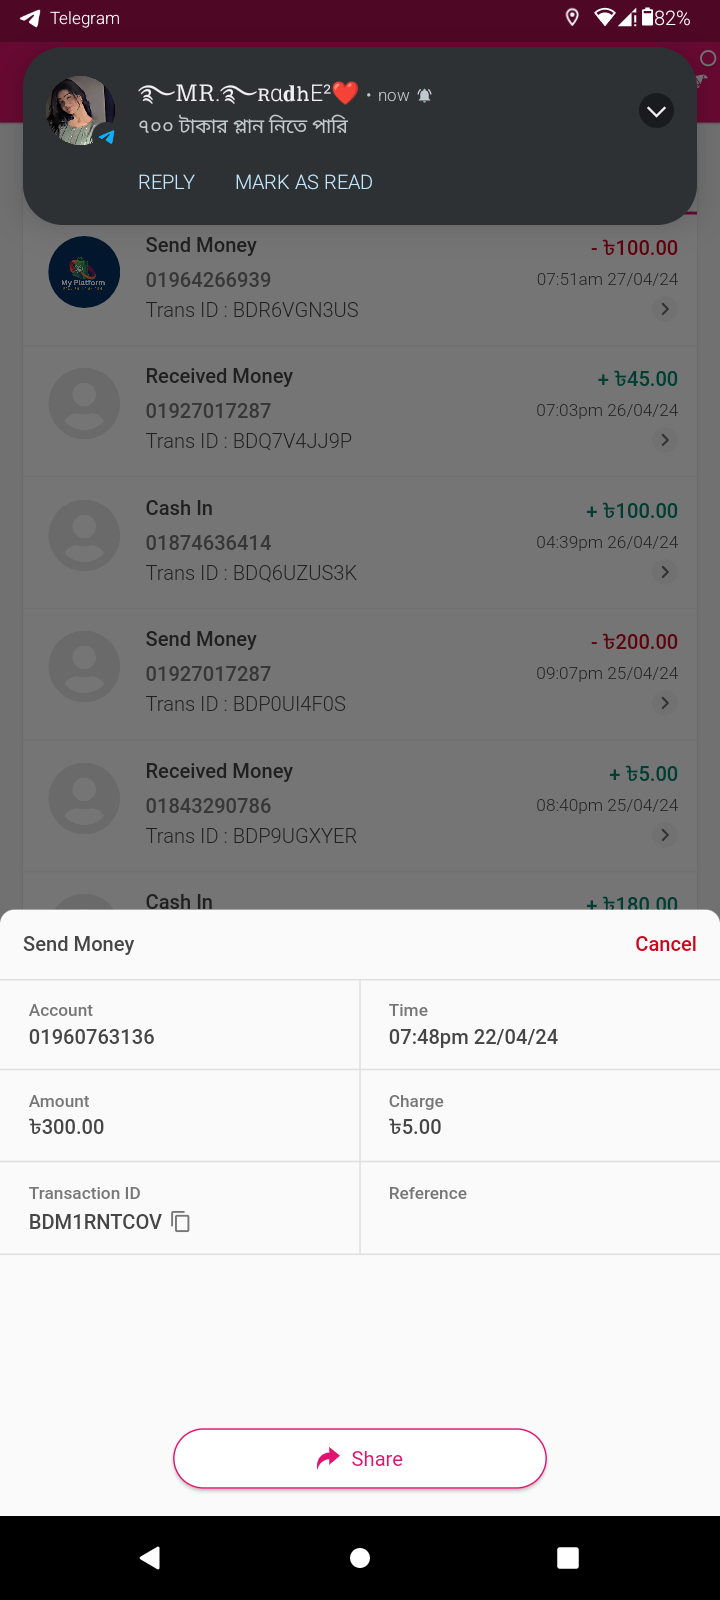 Telegram
82%
࿐MR.࿐ʀαdhE²❤️ • now
৭০০ টাকার প্লান নিতে পারি
REPLY MARK AS READ
My Platform
Send Money
- ৳100.00
01964266939
07:51am 27/04/24
Trans ID : BDR6VGN3US
Received Money
+ ৳45.00
01927017287
07:03pm 26/04/24
Trans ID : BDQ7V4JJ9P
Cash In
+ ৳100.00
01874636414
04:39pm 26/04/24
Trans ID : BDQ6UZUS3K
Send Money
- ৳200.00
01927017287
09:07pm 25/04/24
Trans ID : BDP0UI4F0S
Received Money
+ ৳5.00
01843290786
08:40pm 25/04/24
Trans ID : BDP9UGXYER
Cash In
+ ৳180.00
Send Money
Cancel
Account
01960763136
Time
07:48pm 22/04/24
Amount
৳300.00
Charge
৳5.00
Transaction ID
BDM1RNTCOV
Reference
Share